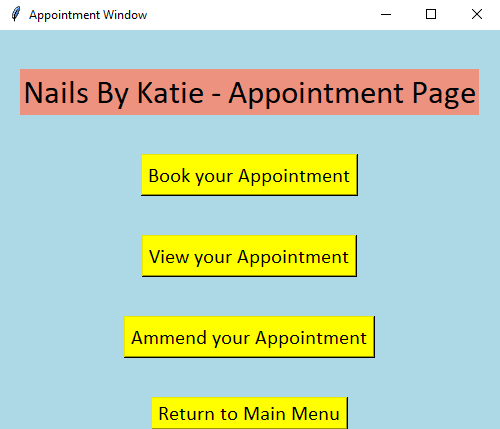 Appointment Window
Nails By Katie - Appointment Page
Book your Appointment
View your Appointment
Ammend your Appointment
Return to Main Menu